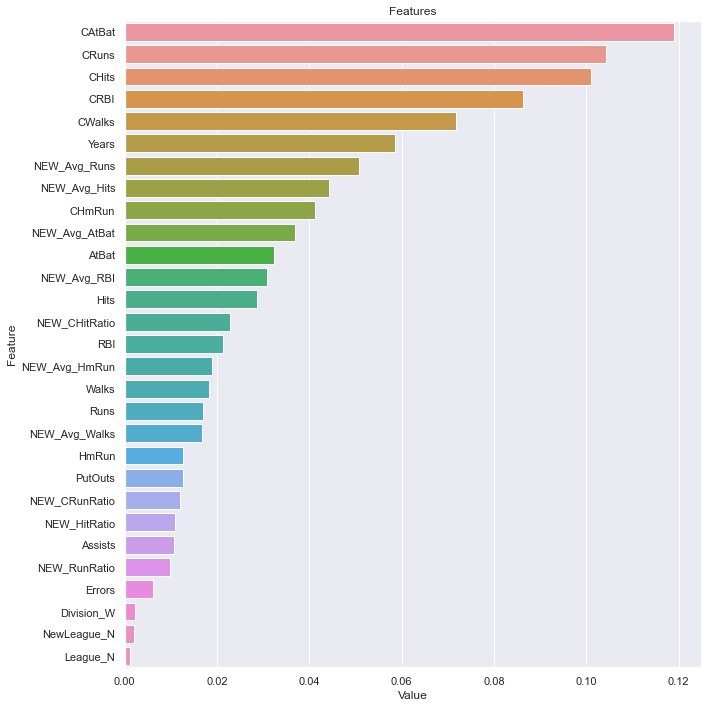 Features
CAtBat
CRuns
CHits
CRBI
CWalks
Years
NEW_Avg_Runs
NEW_Avg_Hits
CHmRun
NEW_Avg_AtBat
AtBat
NEW_Avg_RBI
Hits
NEW_CHitRatio
RBI
NEW_Avg_HmRun
Walks
Runs
NEW_Avg_Walks
HmRun
PutOuts
NEW_CRunRatio
NEW_HitRatio
Assists
NEW_RunRatio
Errors
Division_W
NewLeague_N
League_N
Feature
0.00 0.02 0.04 0.06 0.08 0.10 0.12
Value